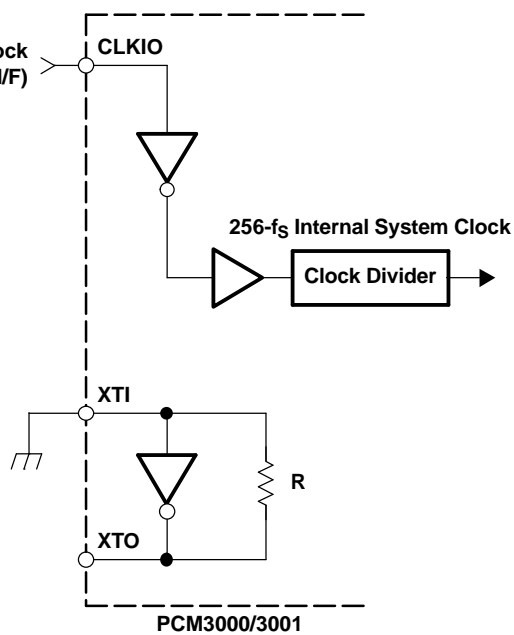 CLKIO
ock
I/F)
256-fS Internal System Clock
Clock Divider
XTI
R
XTO
PCM3000/3001